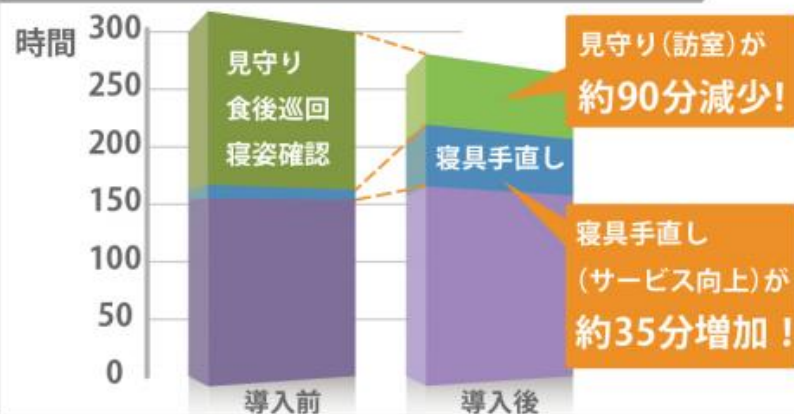 時間
300
250
200
150
100
50
0
見守り
食後巡回
寝姿確認
寝具手直し
導入前
導入後
見守り(訪室)が
約90分減少!
寝具手直し
(サービス向上)が
約35分増加!